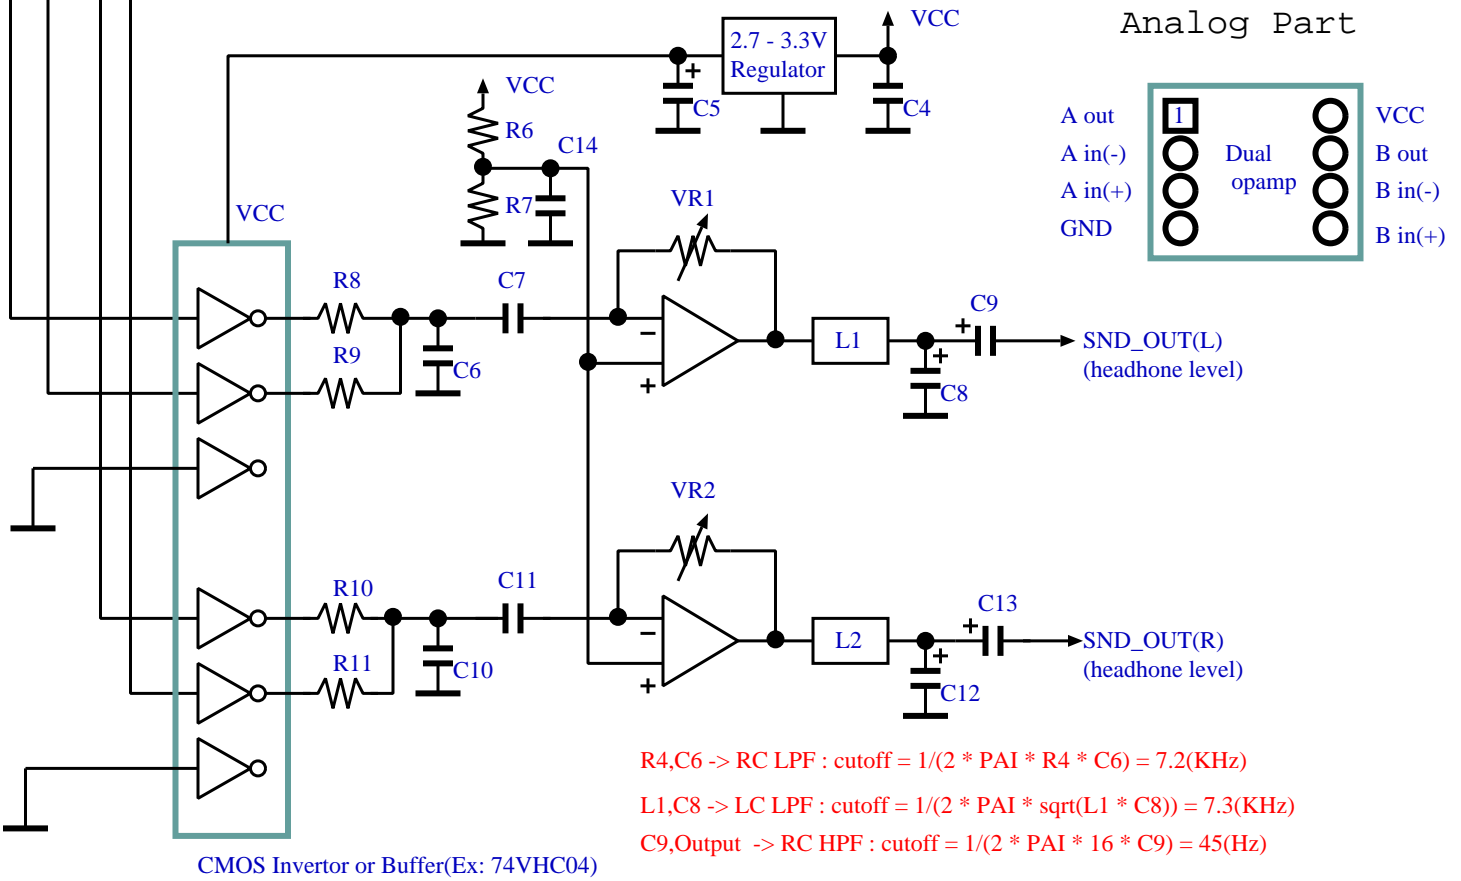 Analog Part
VCC
2.7 - 3.3V
Regulator
C5
C4
VCC
R6
C14
R7
VCC
A out
1
VCC
A in(-)
Dual
opamp
B out
A in(+)
B in(-)
GND
B in(+)
VR1
R8
C7
C9
R9
C6
L1
SND_OUT(L)
(headhone level)
C8
VR2
R10
C11
C13
R11
C10
L2
SND_OUT(R)
(headhone level)
C12
R4,C6 -> RC LPF : cutoff = 1/(2 * PAI * R4 * C6) = 7.2(KHz)
L1,C8 -> LC LPF : cutoff = 1/(2 * PAI * sqrt(L1 * C8)) = 7.3(KHz)
C9,Output -> RC HPF : cutoff = 1/(2 * PAI * 16 * C9) = 45(Hz)
CMOS Invertor or Buffer(Ex: 74VHC04)